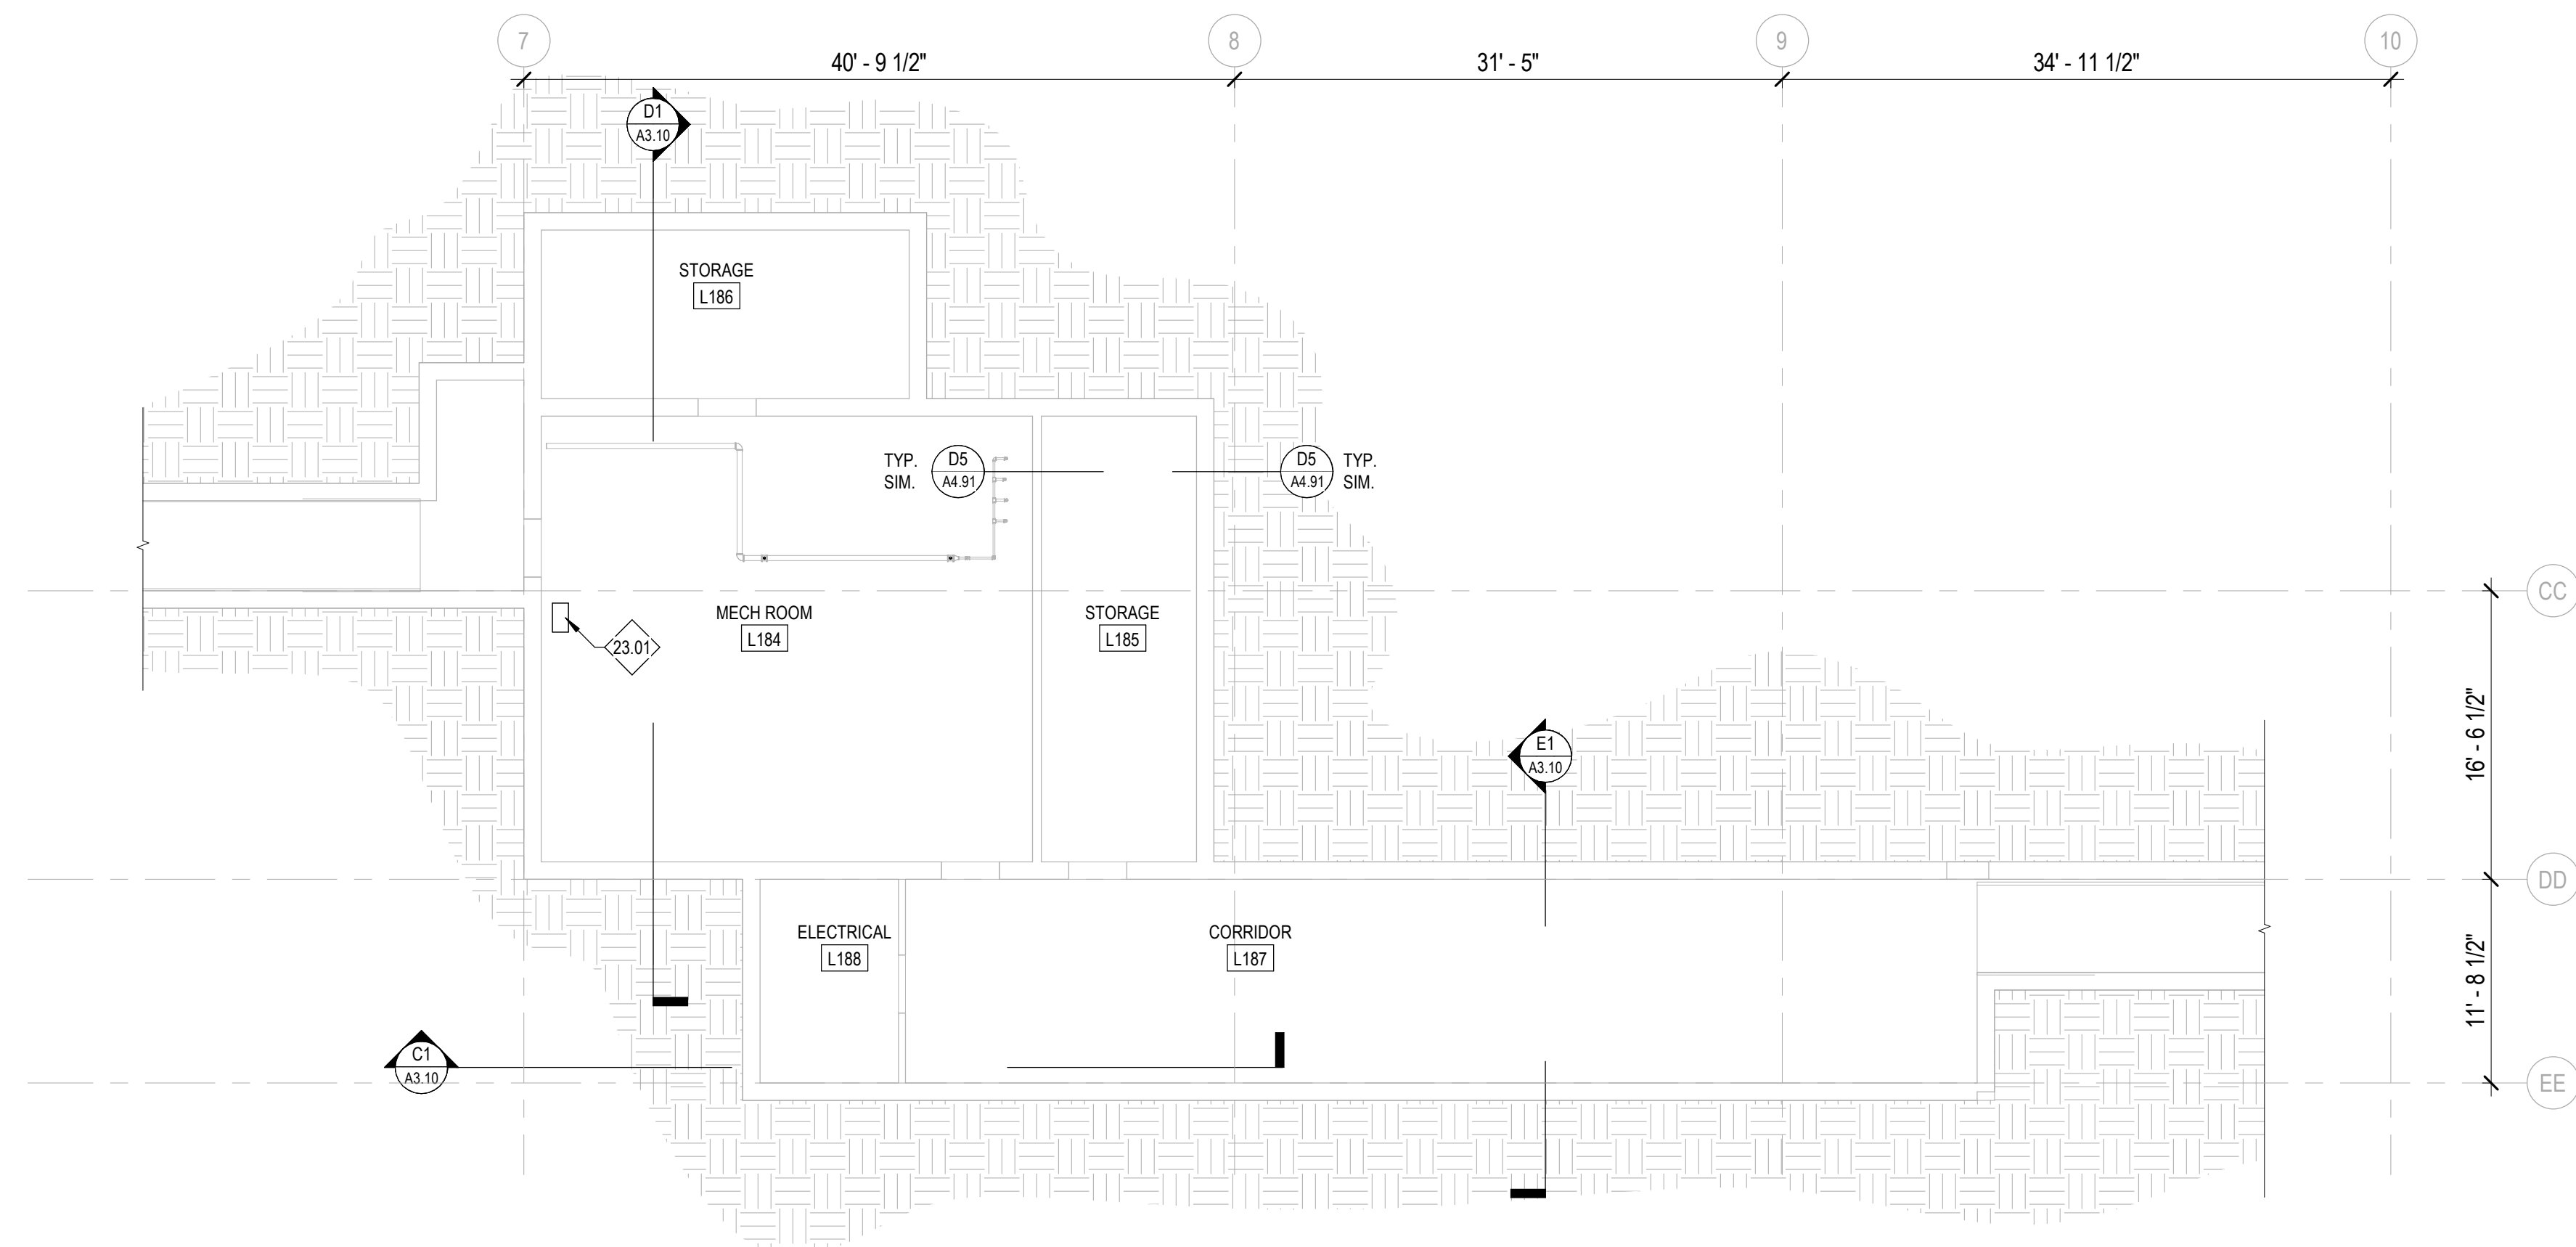 7
8
9
10
40' - 9 1/2"
31' - 5"
34' - 11 1/2"
D1
A3.10
STORAGE
L186
TYP.
SIM.
D5
A4.91
D5
A4.91
TYP.
SIM.
CC
MECH ROOM
L184
STORAGE
L185
23.01
16' - 6 1/2"
E1
A3.10
DD
ELECTRICAL
L188
CORRIDOR
L187
11' - 8 1/2"
C1
A3.10
EE